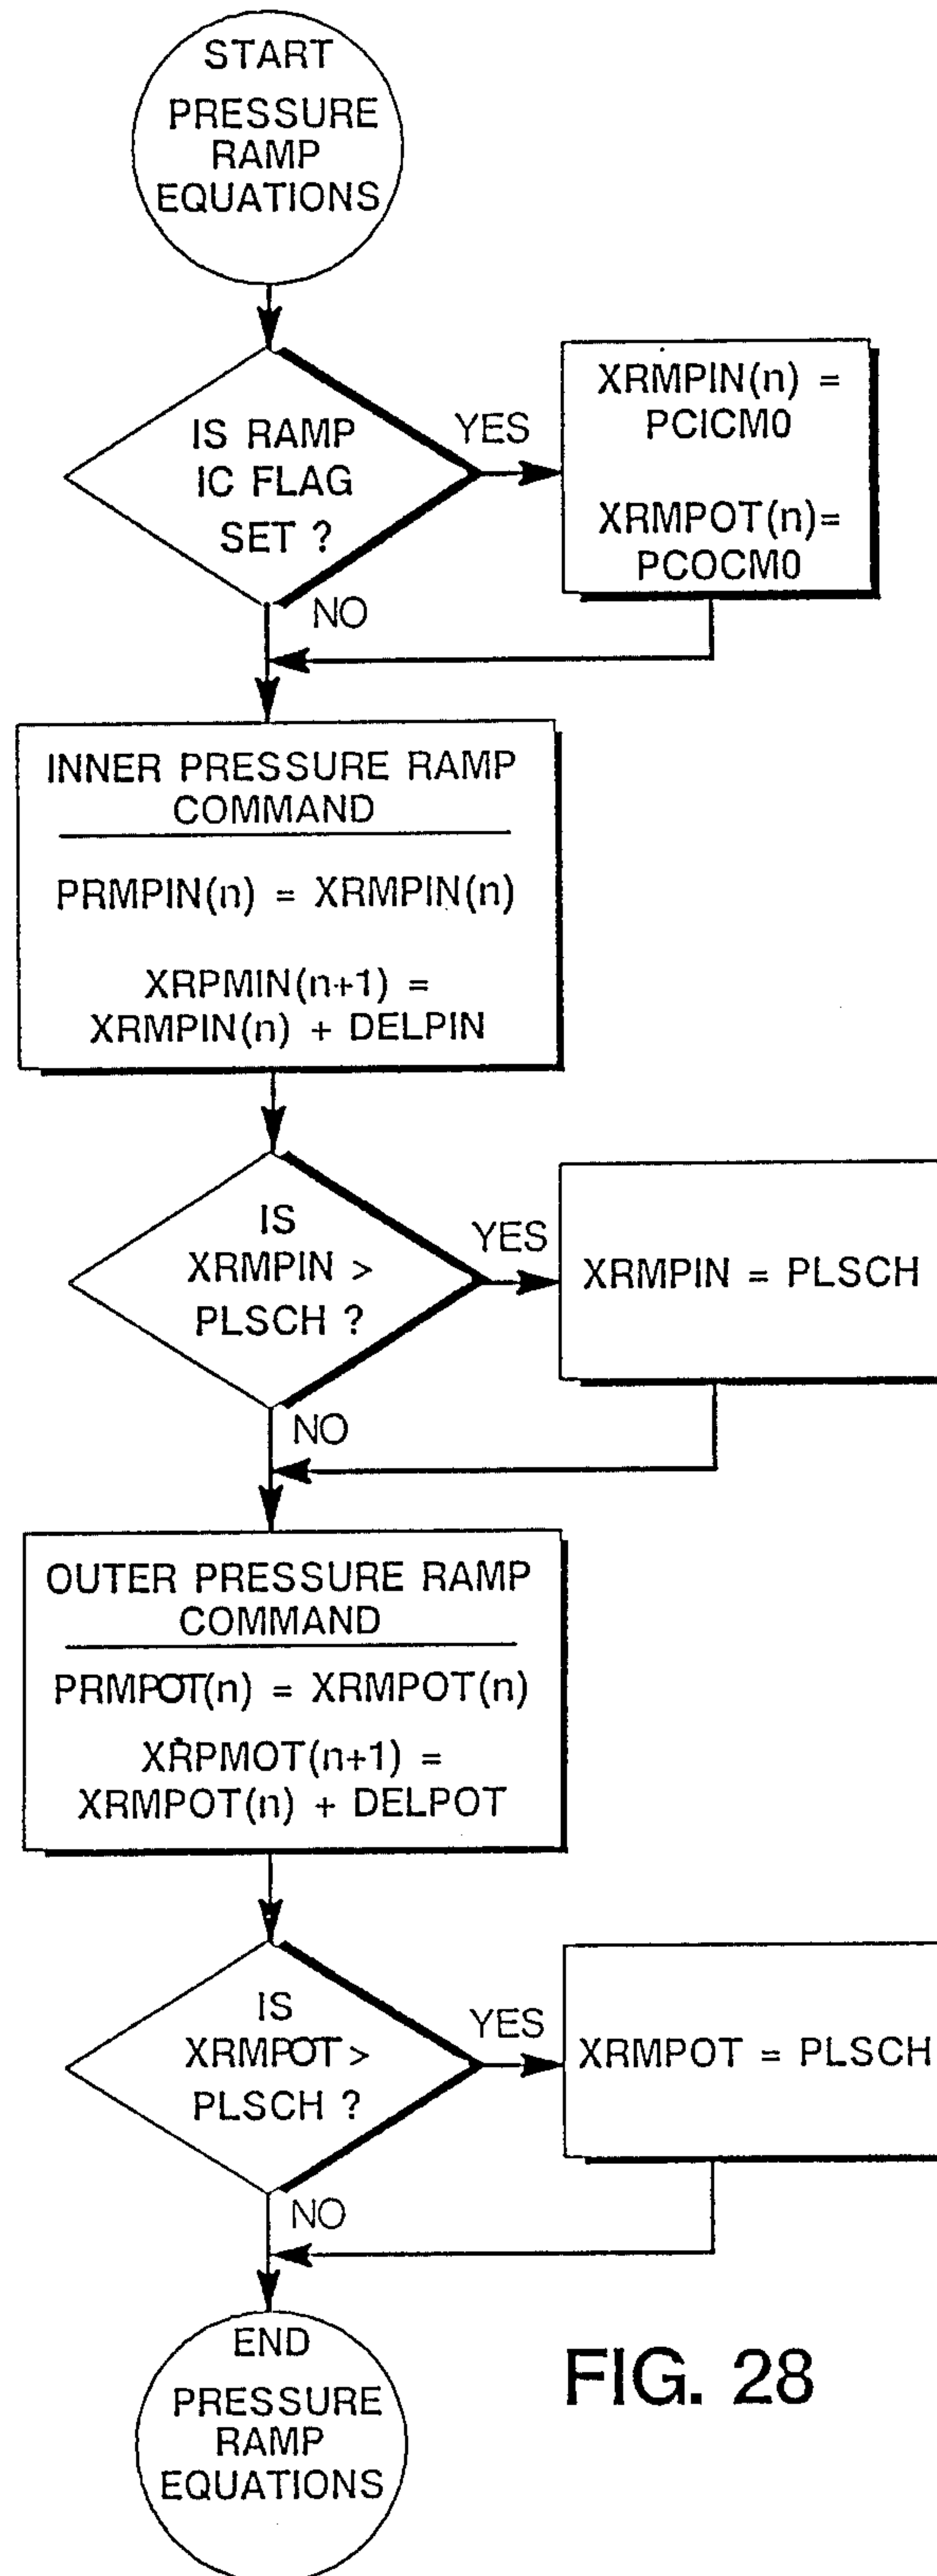 START
PRESSURE
RAMP
EQUATIONS
IS RAMP
IC FLAG
SET ?
YES
XRMPIN(n) =
PCICM0
XRMPOT(n)=
PCOCM0
NO
INNER PRESSURE RAMP
COMMAND
PRMPIN(n) = XRMPIN(n)
XRPMIN(n+1) =
XRMPIN(n) + DELPIN
IS
XRMPIN >
PLSCH ?
YES
XRMPIN = PLSCH
NO
OUTER PRESSURE RAMP
COMMAND
PRMPOT(n) = XRMPOT(n)
XRPMOT(n+1) =
XRMPOT(n) + DELPOT
IS
XRMPOT >
PLSCH ?
YES
XRMPOT = PLSCH
NO
END
PRESSURE
RAMP
EQUATIONS
FIG. 28